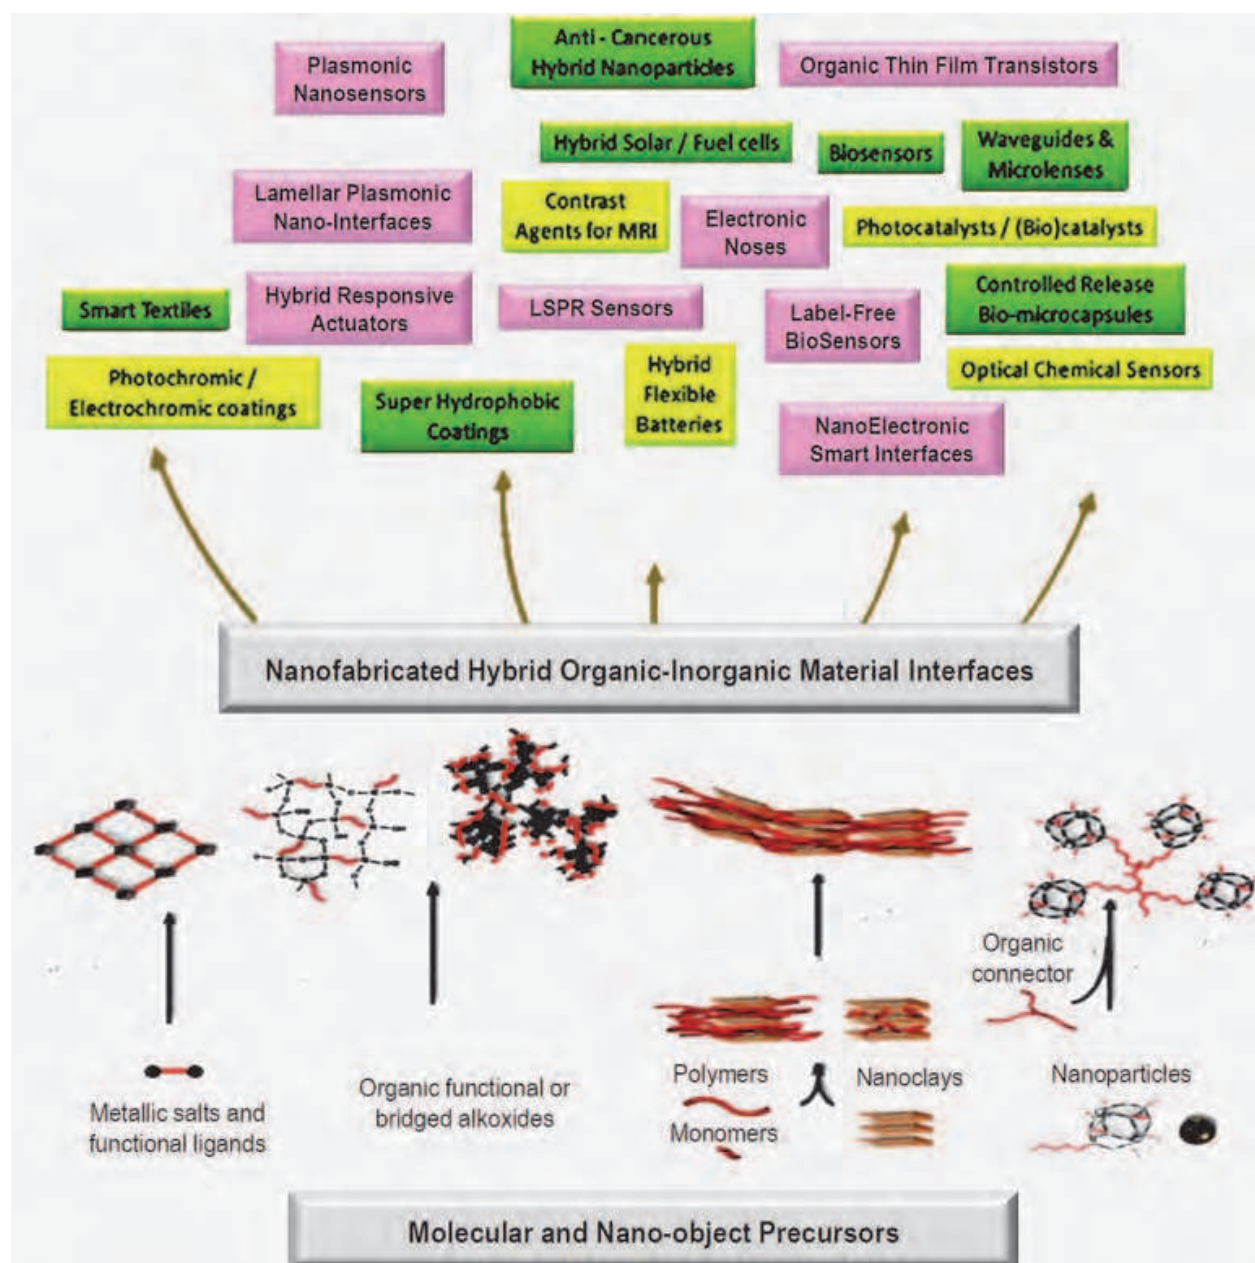 Anti - Cancerous
Hybrid Nanoparticles
Plasmonic
Nanosensors
Organic Thin Film Transistors
Hybrid Solar / Fuel cells
Biosensors
Waveguides &
Microlenses
Lamellar Plasmonic
Nano-Interfaces
Contrast
Agents for MRI
Electronic
Noses
Photocatalysts / (Bio)catalysts
Smart Textiles
Hybrid Responsive
Actuators
LSPR Sensors
Label-Free
BioSensors
Controlled Release
Bio-microcapsules
Photochromic /
Electrochromic coatings
Super Hydrophobic
Coatings
Hybrid
Flexible
Batteries
Optical Chemical Sensors
NanoElectronic
Smart Interfaces
Nanofabricated Hybrid Organic-Inorganic Material Interfaces
Organic
connector
Metallic salts and
functional ligands
Organic functional or
bridged alkoxides
Polymers
Monomers
Nanoclays
Nanoparticles
Molecular and Nano-object Precursors